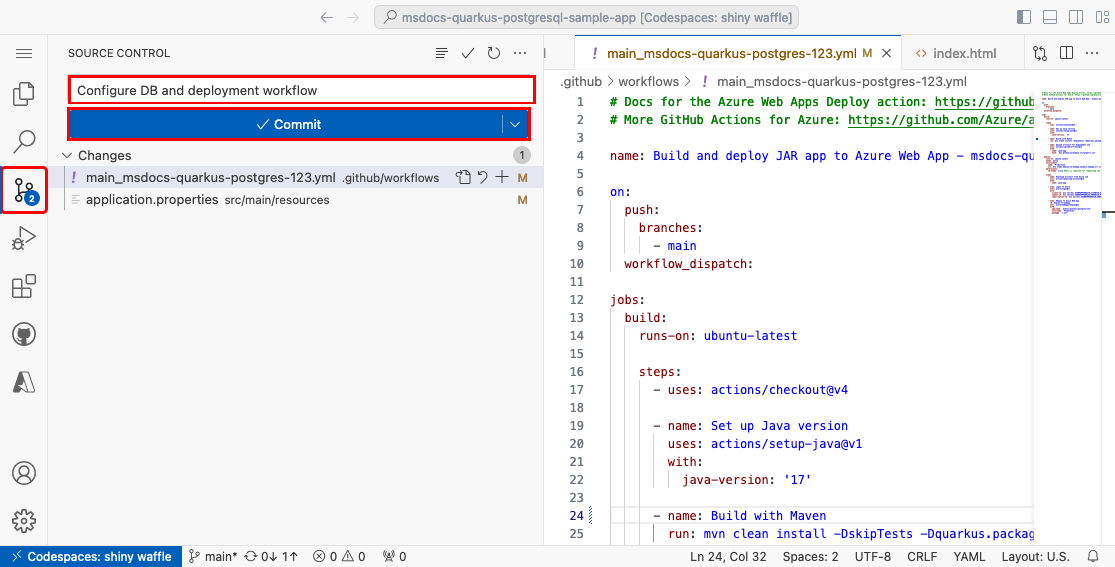 msdocs-quarkus-postgresql-sample-app [Codespaces: shiny waffle]
SOURCE CONTROL
Configure DB and deployment workflow
Commit
Changes 1
main_msdocs-quarkus-postgres-123.yml .github/workflows M
application.properties src/main/resources M
2
main_msdocs-quarkus-postgres-123.yml M
index.html
.github > workflows > ! main_msdocs-quarkus-postgres-123.yml
1 # Docs for the Azure Web Apps Deploy action: https://github
2 # More GitHub Actions for Azure: https://github.com/Azure/a
3
4 name: Build and deploy JAR app to Azure Web App - msdocs-qu
5
6 on:
7 push:
8 branches:
9 - main
10 workflow_dispatch:
11
12 jobs:
13 build:
14 runs-on: ubuntu-latest
15
16 steps:
17 - uses: actions/checkout@v4
18
19 - name: Set up Java version
20 uses: actions/setup-java@v1
21 with:
22 java-version: '17'
23
24 - name: Build with Maven
25 run: mvn clean install -DskipTests -Dquarkus.packag
Codespaces: shiny waffle main* 0↓ 1↑ 0 0 0 Ln 24, Col 32 Spaces: 2 UTF-8 CRLF YAML Layout: U.S.